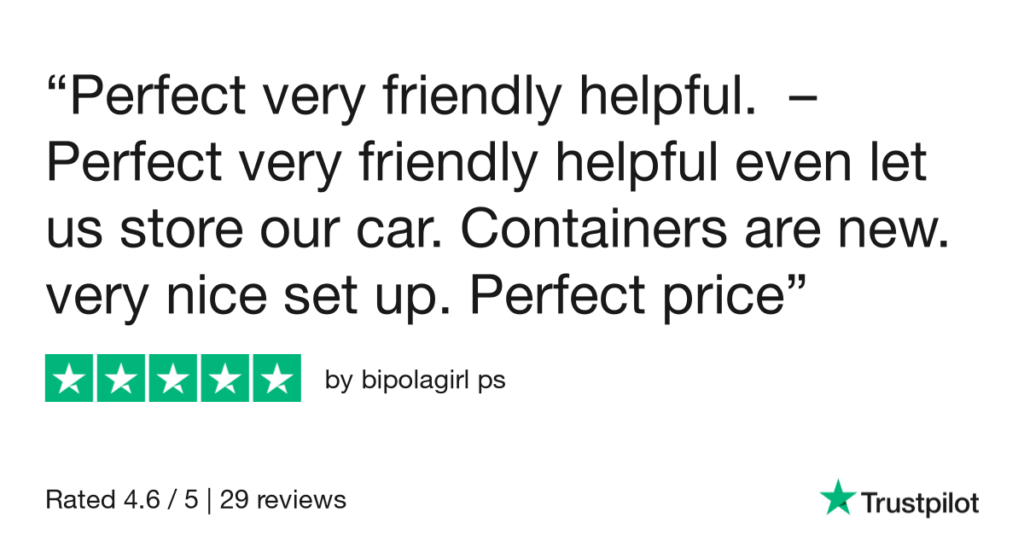 “Perfect very friendly helpful.  –
Perfect very friendly helpful even let
us store our car. Containers are new.
very nice set up. Perfect price”
by bipolagirl ps
Rated 4.6 / 5 | 29 reviews
Trustpilot